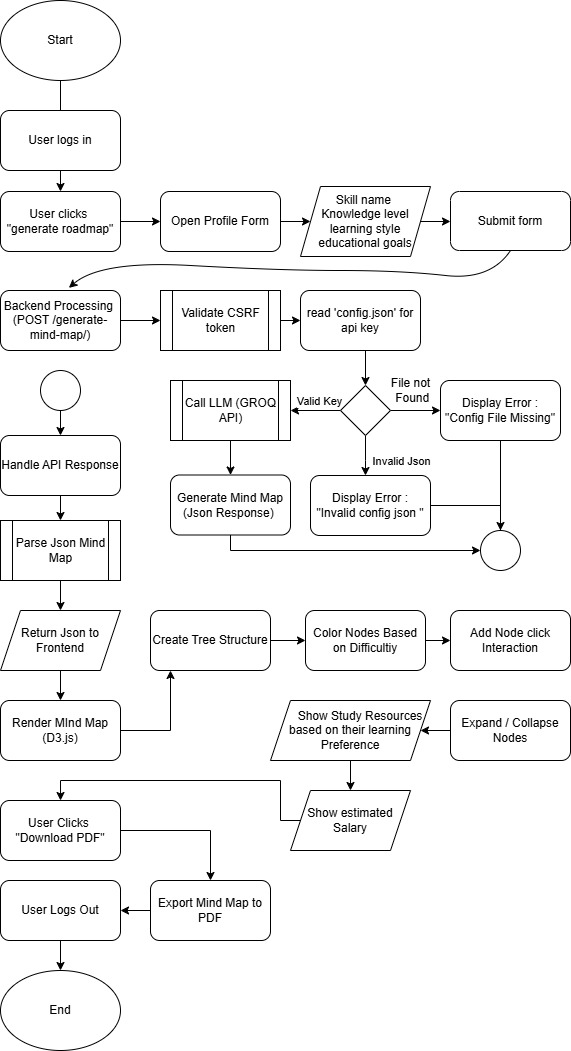 Start
User logs in
User clicks
"generate roadmap"
Open Profile Form
Skill name
Knowledge level
learning style
educational goals
Submit form
Backend Processing
(POST /generate-
mind-map/)
Validate CSRF
token
read 'config.json' for
api key
Call LLM (GROQ
API)
Valid Key
File not
Found
Display Error :
"Config File Missing"
Invalid Json
Handle API Response
Generate Mind Map
(Json Response)
Display Error :
"Invalid config json "
Parse Json Mind
Map
Return Json to
Frontend
Create Tree Structure
Color Nodes Based
on Difficultiy
Add Node click
Interaction
Render MInd Map
(D3.js)
Show Study Resources
based on their learning
Preference
Expand / Collapse
Nodes
User Clicks
"Download PDF"
Show estimated
Salary
User Logs Out
Export Mind Map to
PDF
End